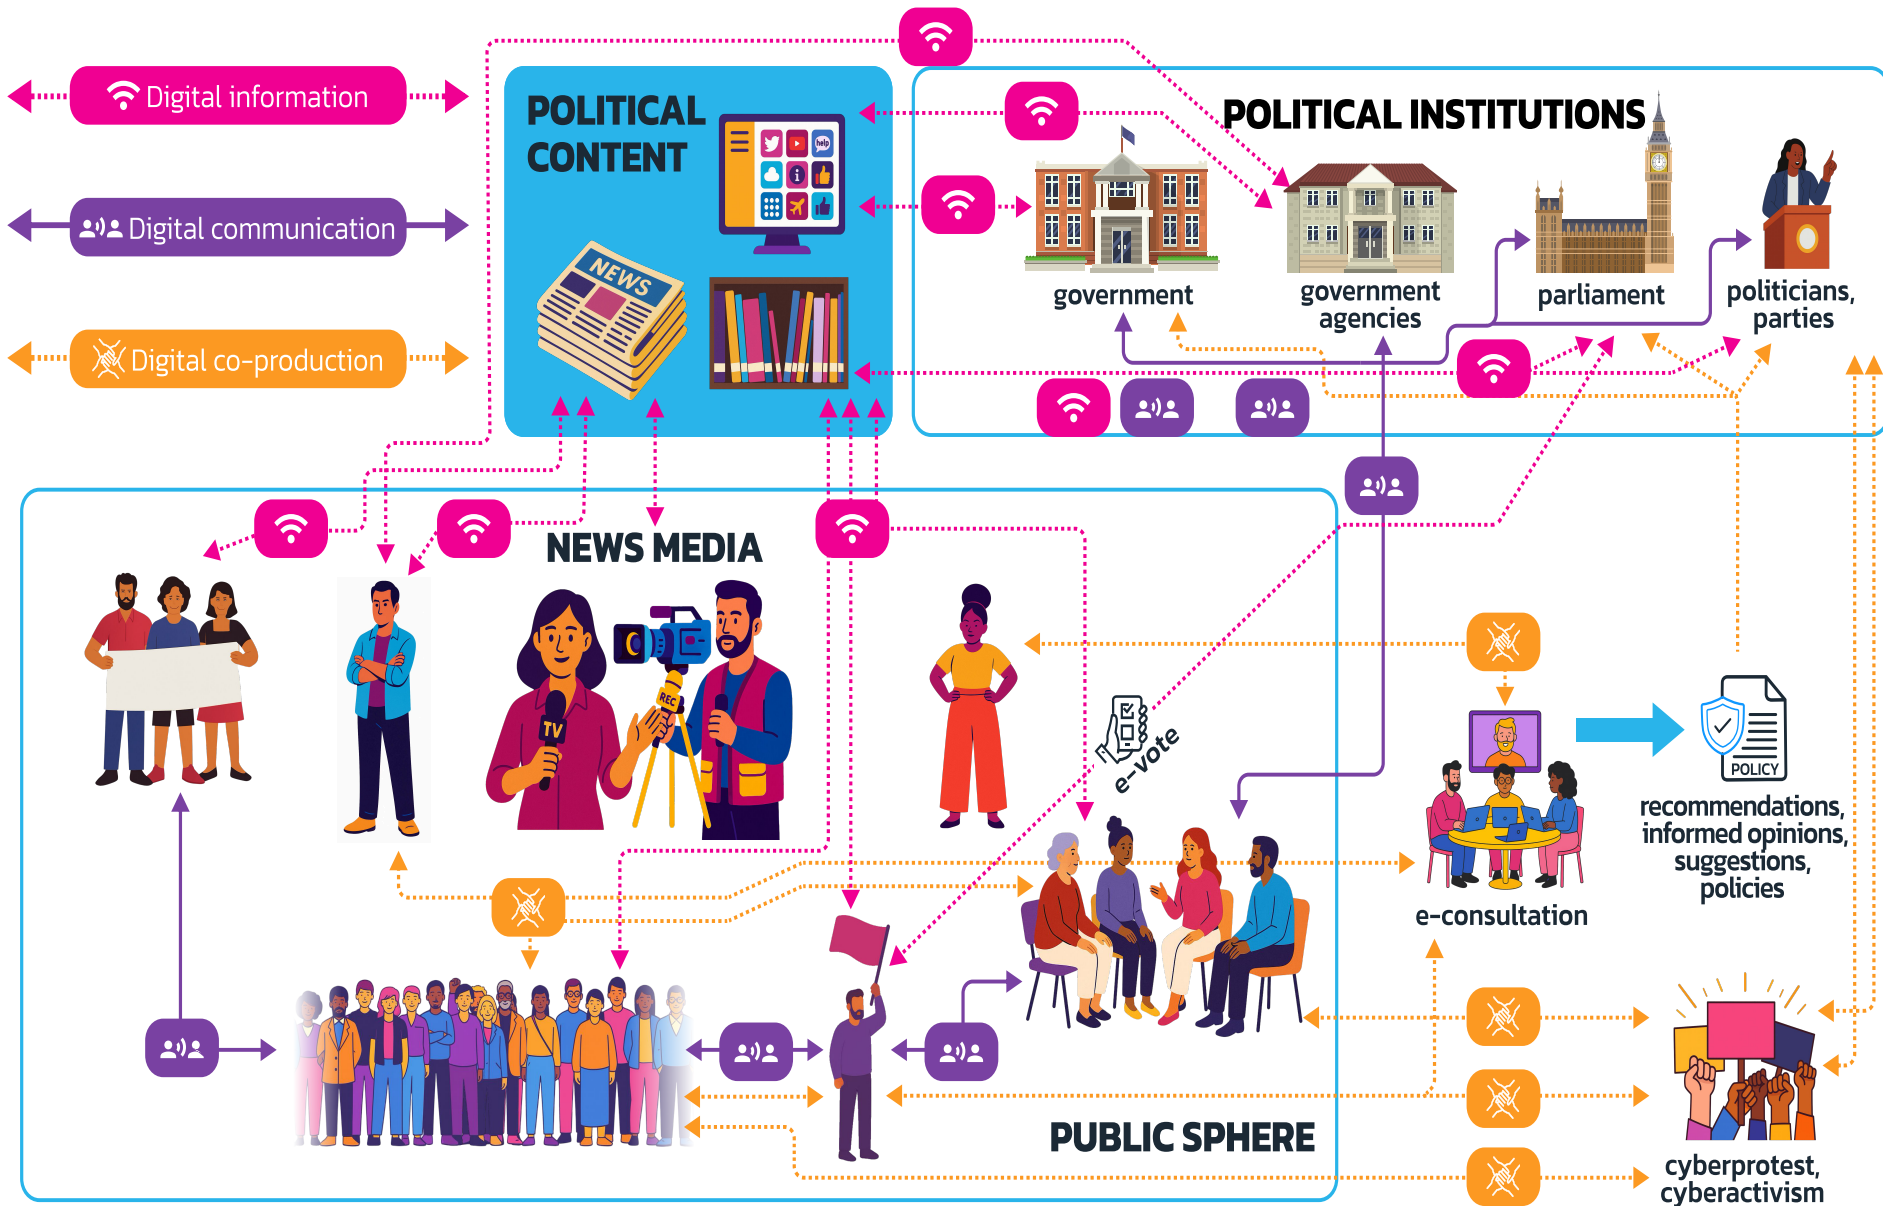 Digital information
Digital communication
Digital co-production
POLITICAL
CONTENT
help
NEWS
POLITICAL INSTITUTIONS
government
government
agencies
parliament
politicians,
parties
NEWS MEDIA
TV
REC
e-vote
POLICY
recommendations,
informed opinions,
suggestions,
policies
e-consultation
PUBLIC SPHERE
cyberprotest,
cyberactivism